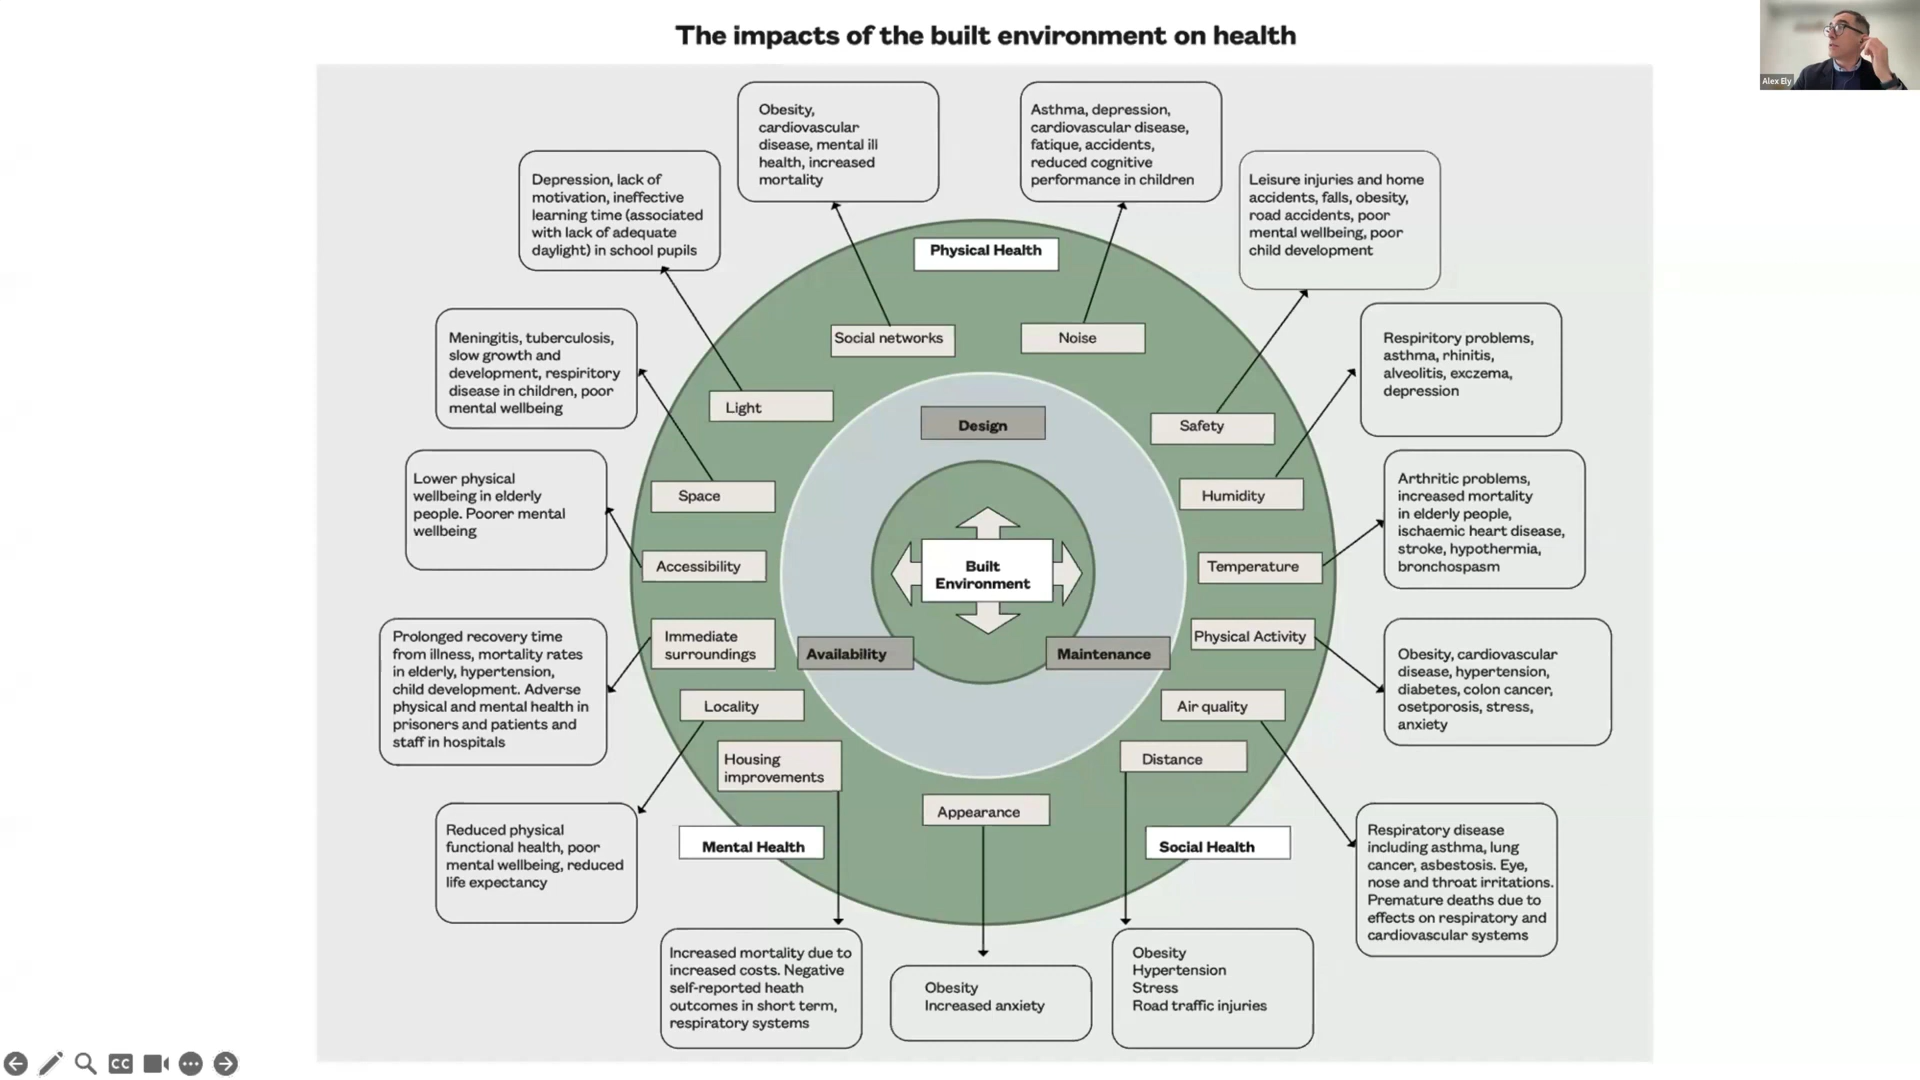 The impacts of the built environment on health
Alex Ely
Obesity,
cardiovascular
disease, mental ill
health, increased
mortality
Asthma, depression,
cardiovascular disease,
fatique, accidents,
reduced cognitive
performance in children
Depression, lack of
motivation, ineffective
learning time (associated
with lack of adequate
daylight) in school pupils
Leisure injuries and home
accidents, falls, obesity,
road accidents, poor
mental wellbeing, poor
child development
Physical Health
Social networks
Noise
Meningitis, tuberculosis,
slow growth and
development, respiritory
disease in children, poor
mental wellbeing
Respiritory problems,
asthma, rhinitis,
alveolitis, exczema,
depression
Light
Design
Safety
Lower physical
wellbeing in elderly
people. Poorer mental
wellbeing
Space
Humidity
Arthritic problems,
increased mortality
in elderly people,
ischaemic heart disease,
stroke, hypothermia,
bronchospasm
Accessibility
Built
Environment
Temperature
Prolonged recovery time
from illness, mortality rates
in elderly, hypertension,
child development. Adverse
physical and mental health in
prisoners and patients and
staff in hospitals
Immediate
surroundings
Availability
Maintenance
Physical Activity
Obesity, cardiovascular
disease, hypertension,
diabetes, colon cancer,
osetporosis, stress,
anxiety
Locality
Air quality
Housing
improvements
Distance
Appearance
Reduced physical
functional health, poor
mental wellbeing, reduced
life expectancy
Mental Health
Social Health
Respiratory disease
including asthma, lung
cancer, asbestosis. Eye,
nose and throat irritations.
Premature deaths due to
effects on respiratory and
cardiovascular systems
Increased mortality due to
increased costs. Negative
self-reported heath
outcomes in short term,
respiratory systems
Obesity
Increased anxiety
Obesity
Hypertension
Stress
Road traffic injuries
CC